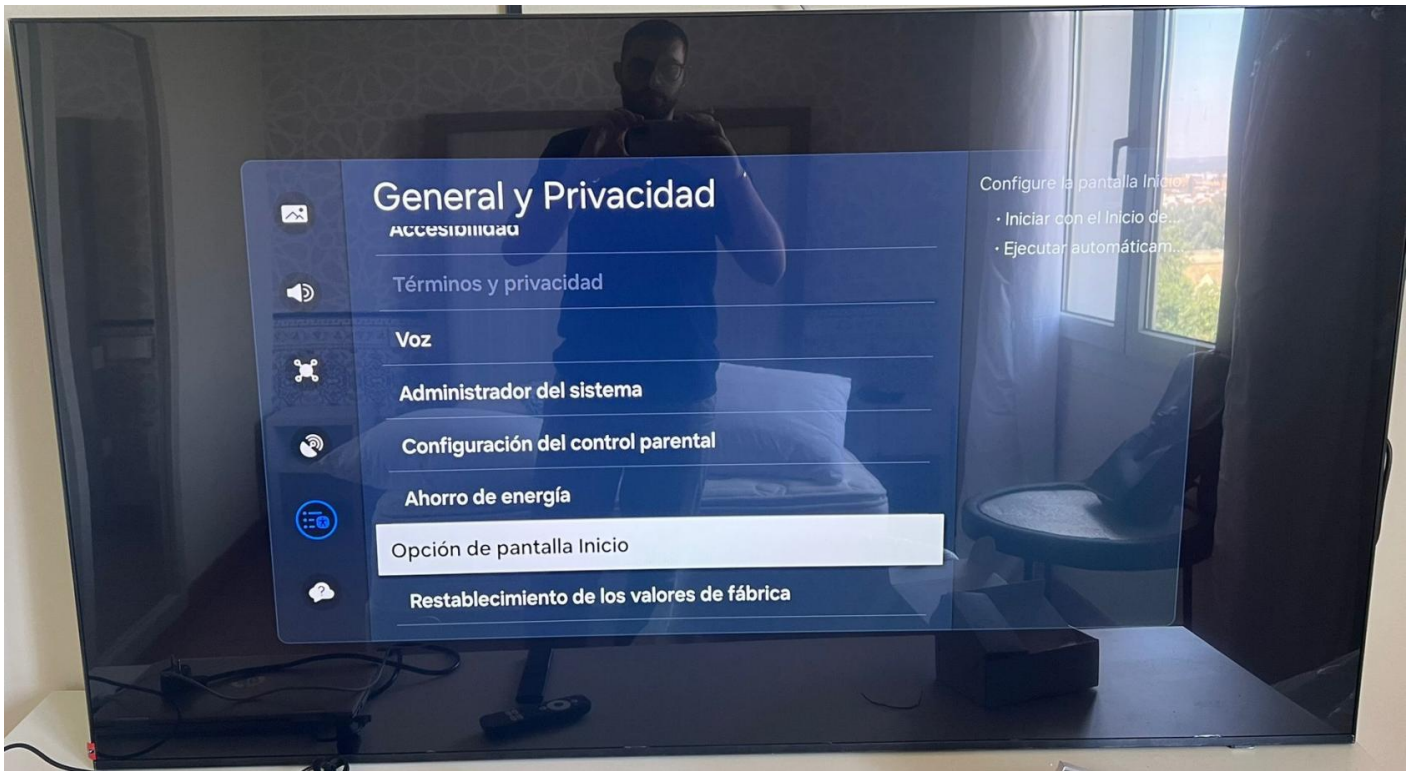 General y Privacidad
Accesibilidad
Términos y privacidad
Voz
Administrador del sistema
Configuración del control parental
Ahorro de energía
Opción de pantalla Inicio
Restablecimiento de los valores de fábrica
Configure la pantalla Inicio
· Iniciar con el Inicio de...
· Ejecutar automáticam...